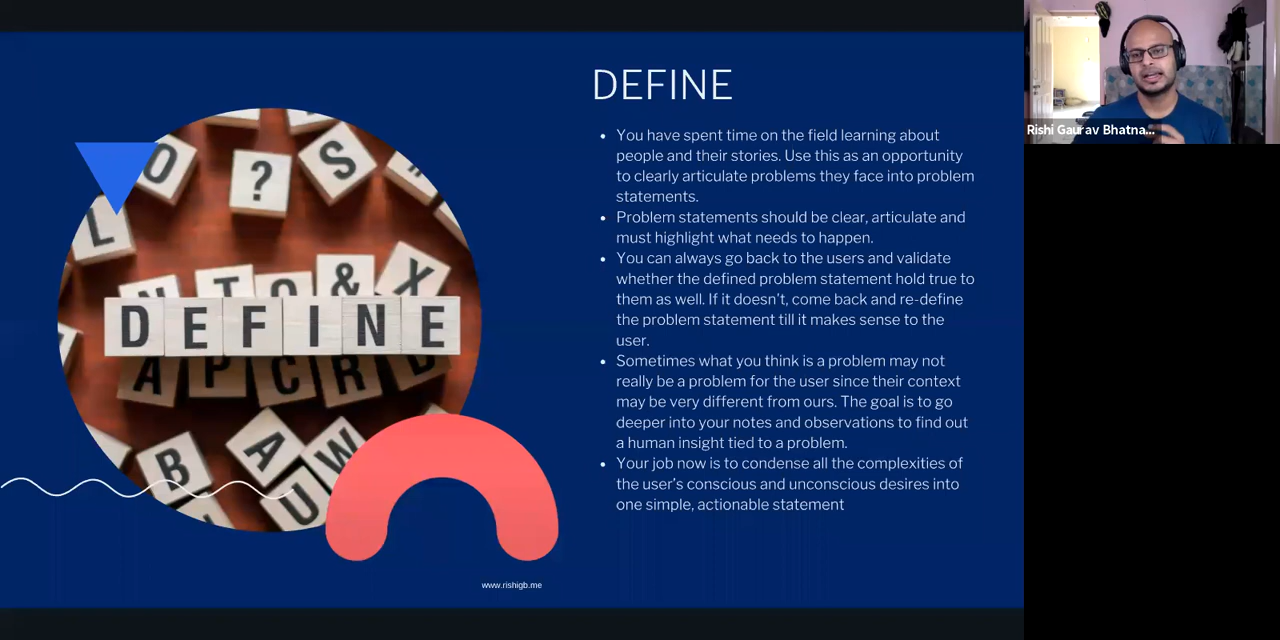 DEFINE
• You have spent time on the field learning about
people and their stories. Use this as an opportunity
to clearly articulate problems they face into problem
statements.
• Problem statements should be clear, articulate and
must highlight what needs to happen.
• You can always go back to the users and validate
whether the defined problem statement hold true to
them as well. If it doesn't, come back and re-define
the problem statement till it makes sense to the
user.
• Sometimes what you think is a problem may not
really be a problem for the user since their context
may be very different from ours. The goal is to go
deeper into your notes and observations to find out
a human insight tied to a problem.
• Your job now is to condense all the complexities of
the user's conscious and unconscious desires into
one simple, actionable statement
O ? S
L
T O & X
DEFINE
A P C R
B A W
U
www.rishigb.me
Rishi Gaurav Bhatna...